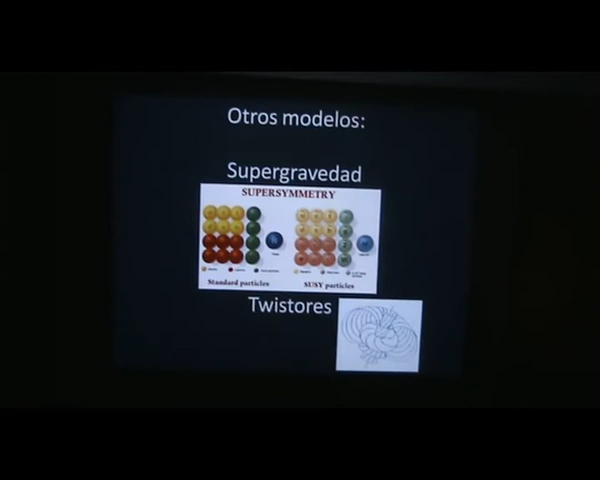 Otros modelos:
Supergravedad
SUPERSYMMETRY
Standard particles
SUSY particles
Twistores